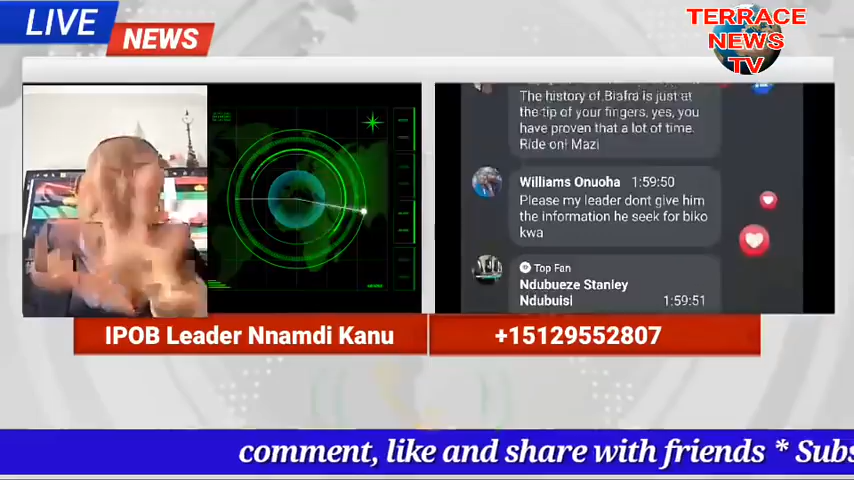 LIVE
NEWS
TERRACE
NEWS
TV
The history of Biafra is just at
the tip of your fingers, yes, you
have proven that a lot of time.
Ride on! Mazi
Williams Onuoha 1:59:50
Please my leader dont give him
the information he seek for biko
kwa
Top Fan
Ndubueze Stanley
Ndubuisi 1:59:51
IPOB Leader Nnamdi Kanu
+15129552807
comment, like and share with friends * Subs